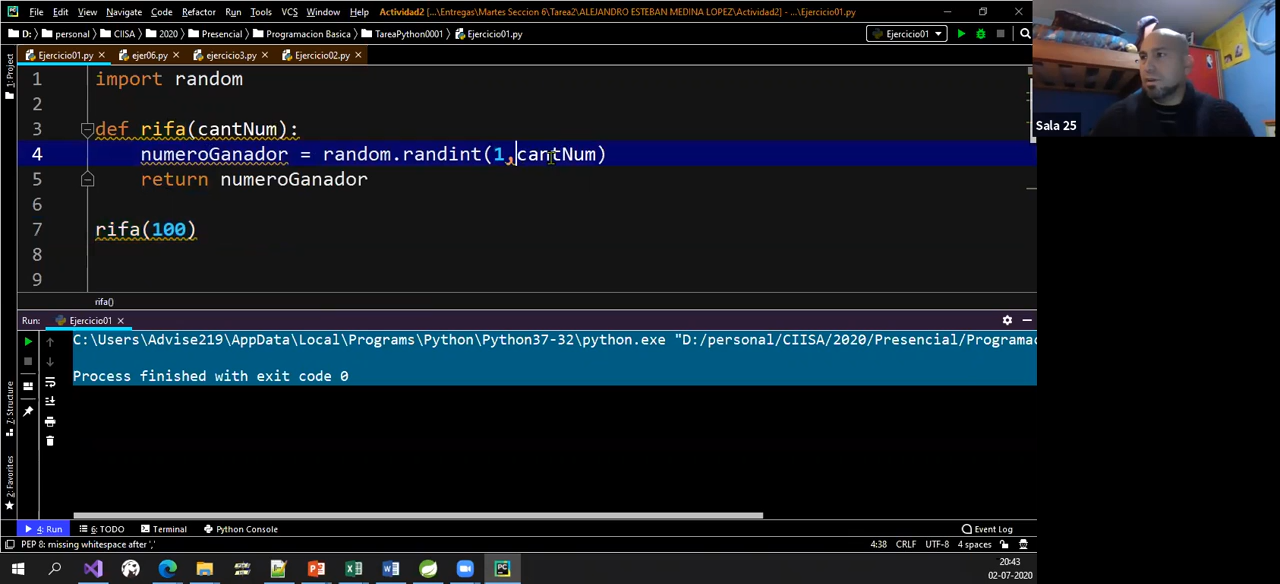 File Edit View Navigate Code Refactor Run Tools VCS Window Help Actividad2 [...\Entregas\Martes Seccion 6\Tarea2\ALEJANDRO ESTEBAN MEDINA LOPEZ\Actividad2] - ...\Ejercicio01.py
D: personal CIISA 2020 Presencial Programacion Basica TareaPython0001 Ejercicio01.py Ejercicio01
Ejercicio01.py ejer06.py ejercicio3.py Ejercicio02.py
1: Project
1 import random
2
3 def rifa(cantNum):
4 numeroGanador = random.randint(1,cantNum)
5 return numeroGanador
6
7 rifa(100)
8
9
rifa()
Sala 25
Run: Ejercicio01
C:\Users\Advise219\AppData\Local\Programs\Python\Python37-32\python.exe "D:/personal/CIISA/2020/Presencial/Programac
Process finished with exit code 0
7: Structure
2: Favorites
4: Run 6: TODO Terminal Python Console Event Log
PEP 8: missing whitespace after ',' 4:38 CRLF UTF-8 4 spaces
20:43
02-07-2020